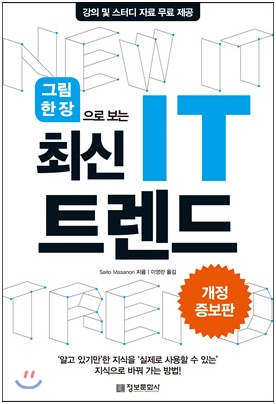 강의 및 스터디 자료 무료 제공
NEW IT
그림
한 장
으로 보는
최신 IT
트렌드
TREND
Saito Masanori 지음 | 이영란 옮김
개정
증보판
'알고 있기만'한 지식을 '실제로 사용할 수 있는'
지식으로 바꿔 가는 방법!
정보문화사